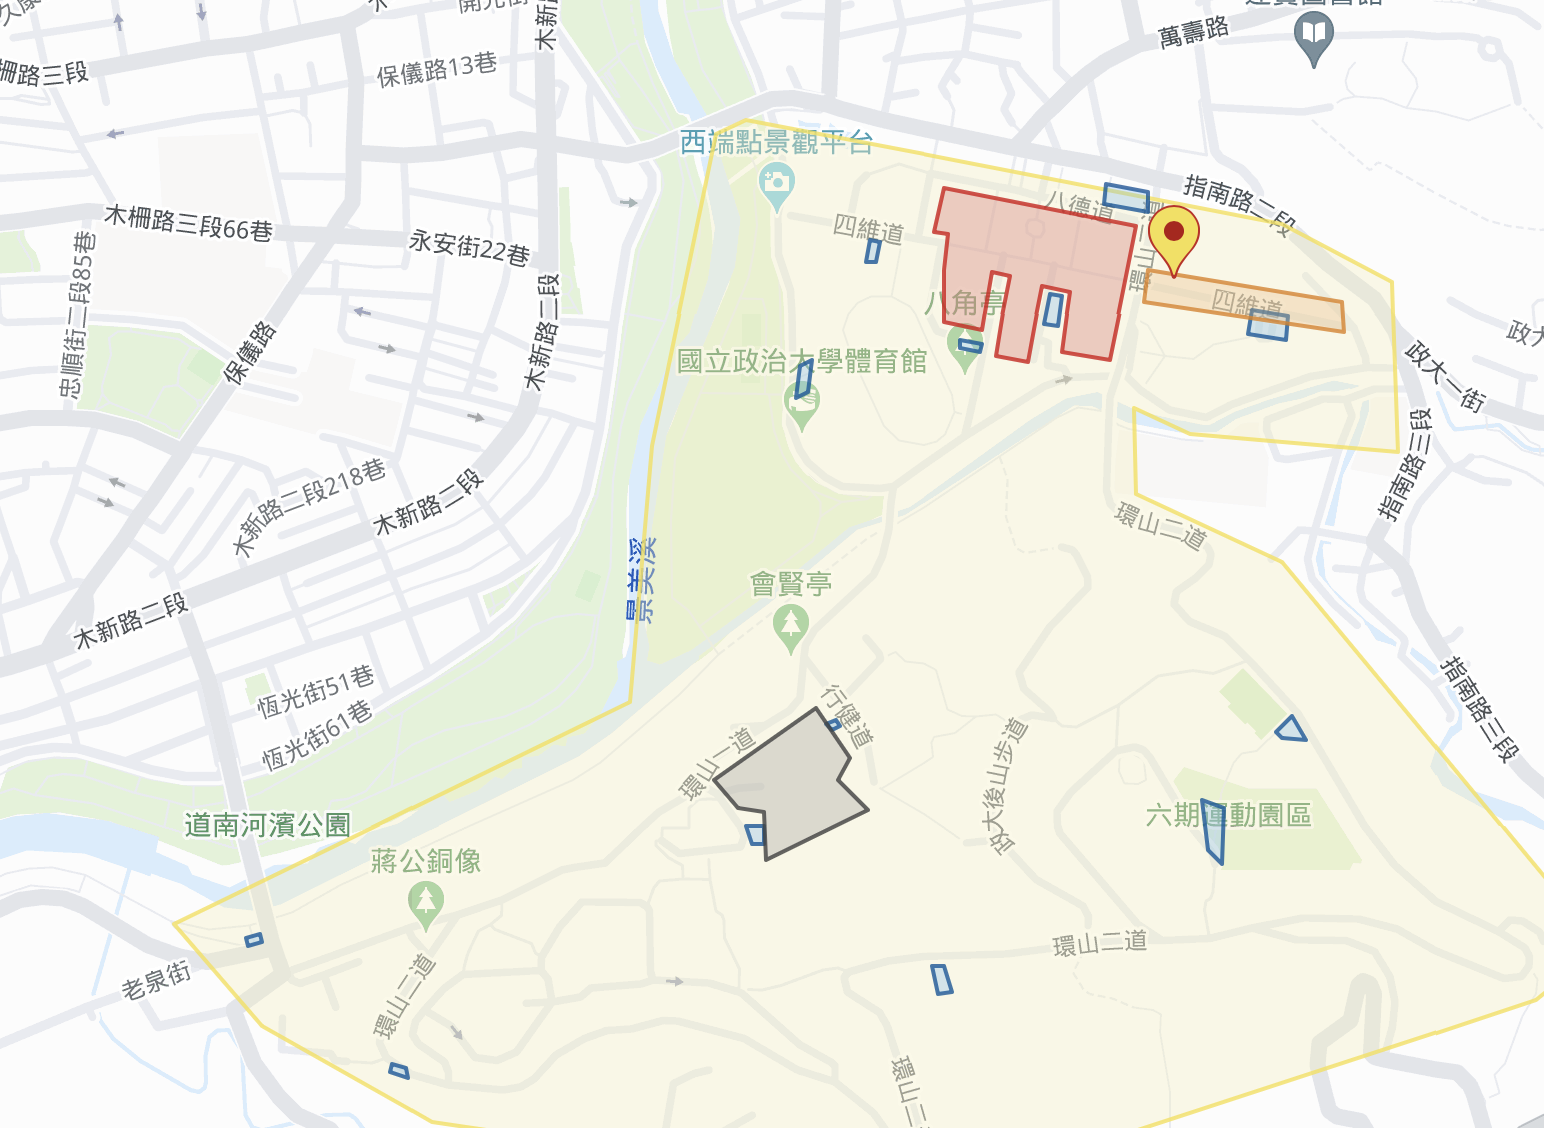 開元街
木新路
萬壽路
柵路三段
保儀路13巷
西端點景觀平台
指南路二段
木柵路三段66巷
八德道
四維道
永安街22巷
忠順街二段85巷
環山一道
四維道
八角亭
木新路二段
保儀路
國立政治大學體育館
政大一街
政大
指南路三段
木新路二段218巷
木新路二段
環山二道
景美溪
會賢亭
木新路二段
指南路三段
恆光街51巷
行健道
恆光街61巷
環山一道
政大後山步道
道南河濱公園
六期運動園區
蔣公銅像
環山二道
老泉街
環山二道
環山二